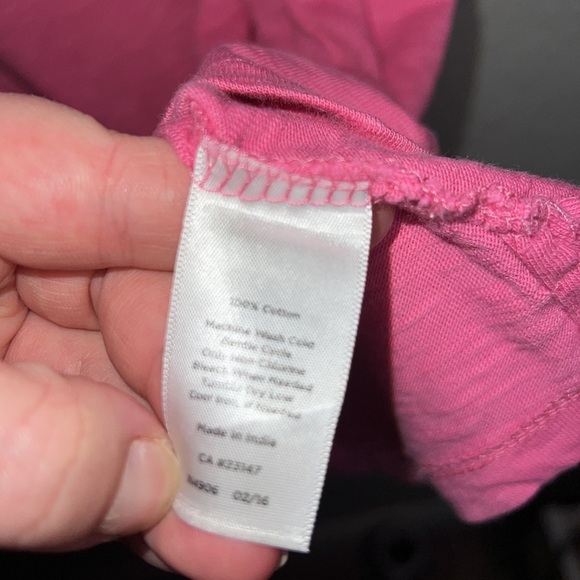 100% Cotton
Machine Wash Cold
Gentle Cycle
Only Non-Chlorine
Bleach When Needed
Tumble Dry Low
Cool Iron, If Needed
Made in India
CA #23147
02/16